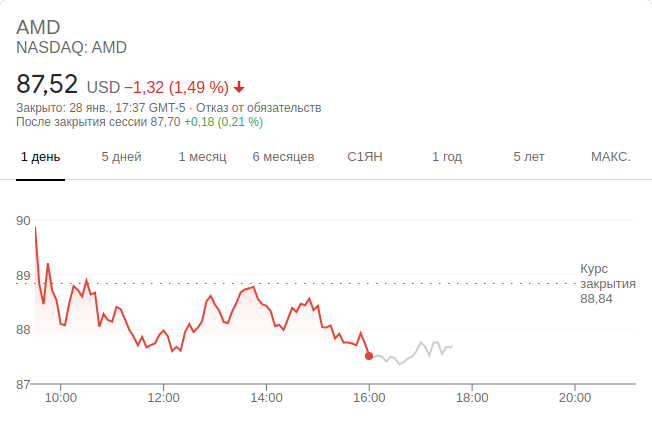 AMD
NASDAQ: AMD
87,52 USD −1,32 (1,49 %)
Закрыто: 28 янв., 17:37 GMT-5 · Отказ от обязательств
После закрытия сессии 87,70 +0,18 (0,21 %)
1 день 5 дней 1 месяц 6 месяцев С1ЯН 1 год 5 лет МАКС.
90
89
88
87
Курс
закрытия
88,84
10:00 12:00 14:00 16:00 18:00 20:00